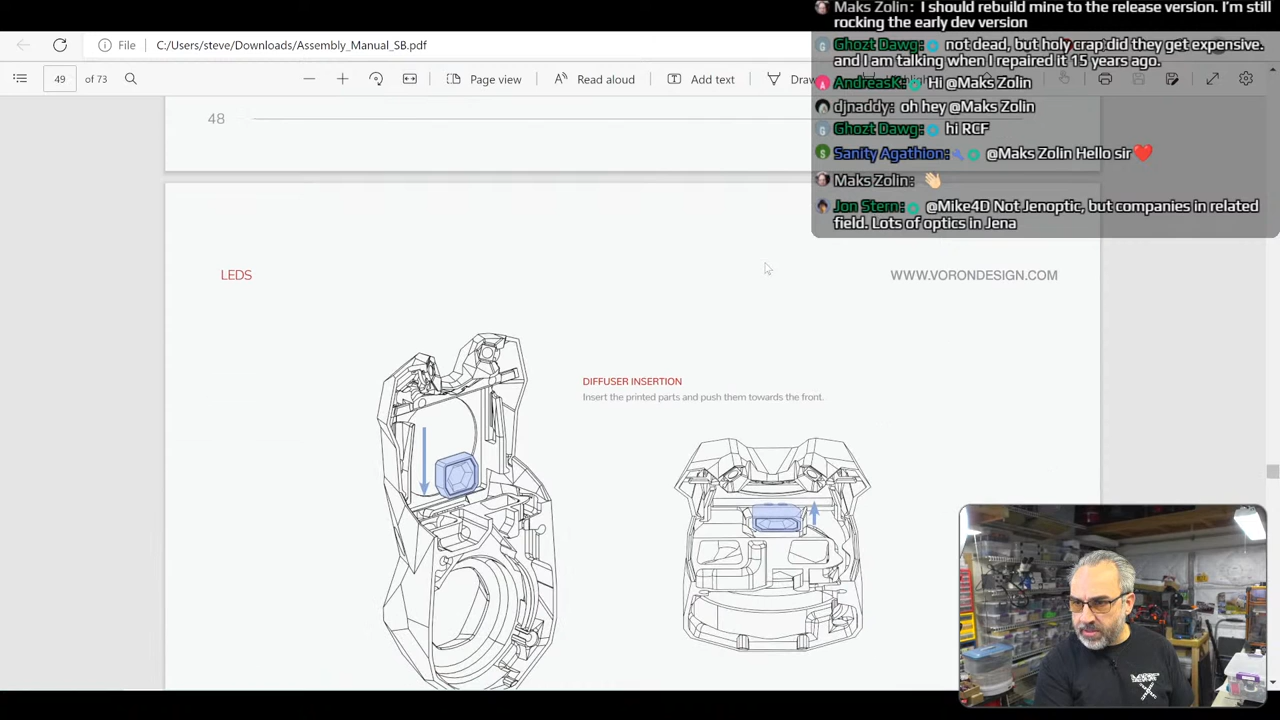 Maks Zolin: I should rebuild mine to the release version. I'm still
rocking the early dev version
Ghozt Dawg: not dead, but holy crap did they get expensive.
and I am talking when I repaired it 15 years ago.
AndreasK: Hi @Maks Zolin
djnaddy: oh hey @Maks Zolin
Ghozt Dawg: hi RCF
Sanity Agathion: @Maks Zolin Hello sir❤️
Maks Zolin: 👋🏻
Jon Stern: @Mike4D Not Jenoptic, but companies in related
field. Lots of optics in Jena
File C:/Users/steve/Downloads/Assembly_Manual_SB.pdf
49 of 73 Page view Read aloud Add text Draw
48
LEDS WWW.VORONDESIGN.COM
DIFFUSER INSERTION
Insert the printed parts and push them towards the front.